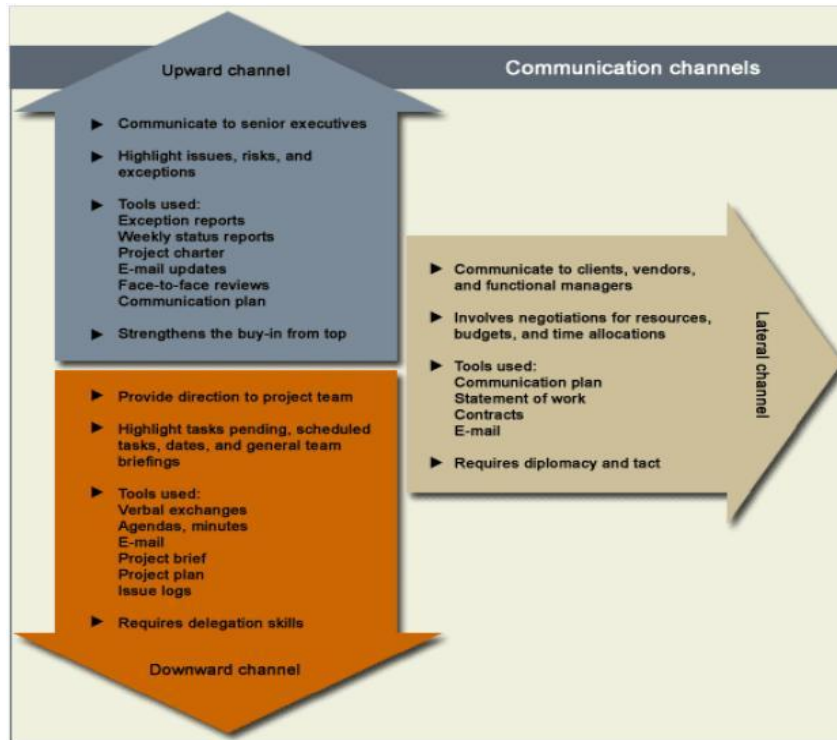 Communication channels
Upward channel
► Communicate to senior executives
► Highlight issues, risks, and
exceptions
► Tools used:
Exception reports
Weekly status reports
Project charter
E-mail updates
Face-to-face reviews
Communication plan
► Strengthens the buy-in from top
► Communicate to clients, vendors,
and functional managers
► Involves negotiations for resources,
budgets, and time allocations
► Tools used:
Communication plan
Statement of work
Contracts
E-mail
► Requires diplomacy and tact
Lateral channel
► Provide direction to project team
► Highlight tasks pending, scheduled
tasks, dates, and general team
briefings
► Tools used:
Verbal exchanges
Agendas, minutes
E-mail
Project brief
Project plan
Issue logs
► Requires delegation skills
Downward channel